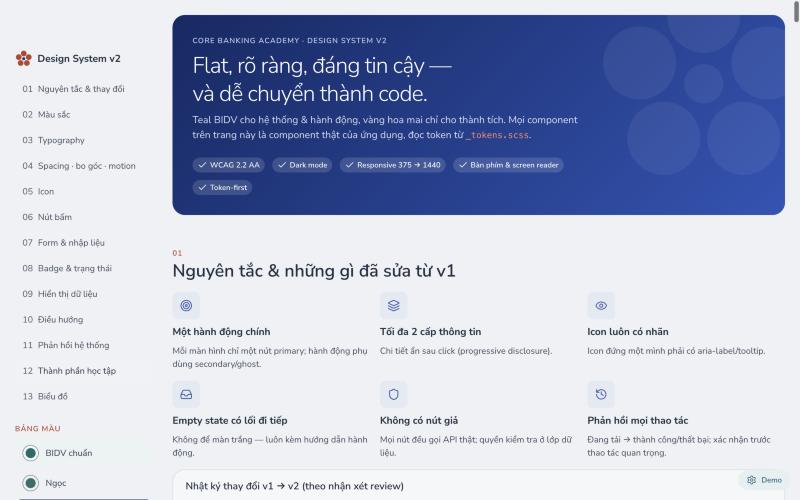 Design System v2
01 Nguyên tắc & thay đổi
02 Màu sắc
03 Typography
04 Spacing · bo góc · motion
05 Icon
06 Nút bấm
07 Form & nhập liệu
08 Badge & trạng thái
09 Hiển thị dữ liệu
10 Điều hướng
11 Phản hồi hệ thống
12 Thành phần học tập
13 Biểu đồ
BẢNG MÀU
BIDV chuẩn
Ngọc
CORE BANKING ACADEMY · DESIGN SYSTEM V2
Flat, rõ ràng, đáng tin cậy —
và dễ chuyển thành code.
Teal BIDV cho hệ thống & hành động, vàng hoa mai chỉ cho thành tích. Mọi component
trên trang này là component thật của ứng dụng, đọc token từ _tokens.scss.
WCAG 2.2 AA
Dark mode
Responsive 375 → 1440
Bàn phím & screen reader
Token-first
01
Nguyên tắc & những gì đã sửa từ v1
Một hành động chính
Mỗi màn hình chỉ một nút primary; hành động phụ
dùng secondary/ghost.
Tối đa 2 cấp thông tin
Chi tiết ẩn sau click (progressive disclosure).
Icon luôn có nhãn
Icon đứng một mình phải có aria-label/tooltip.
Empty state có lối đi tiếp
Không để màn trắng — luôn kèm hướng dẫn hành
động.
Không có nút giả
Mọi nút đều gọi API thật; quyền kiểm tra ở lớp dữ
liệu.
Phản hồi mọi thao tác
Đang tải → thành công/thất bại; xác nhận trước
thao tác quan trọng.
Nhật ký thay đổi v1 → v2 (theo nhận xét review)
Demo